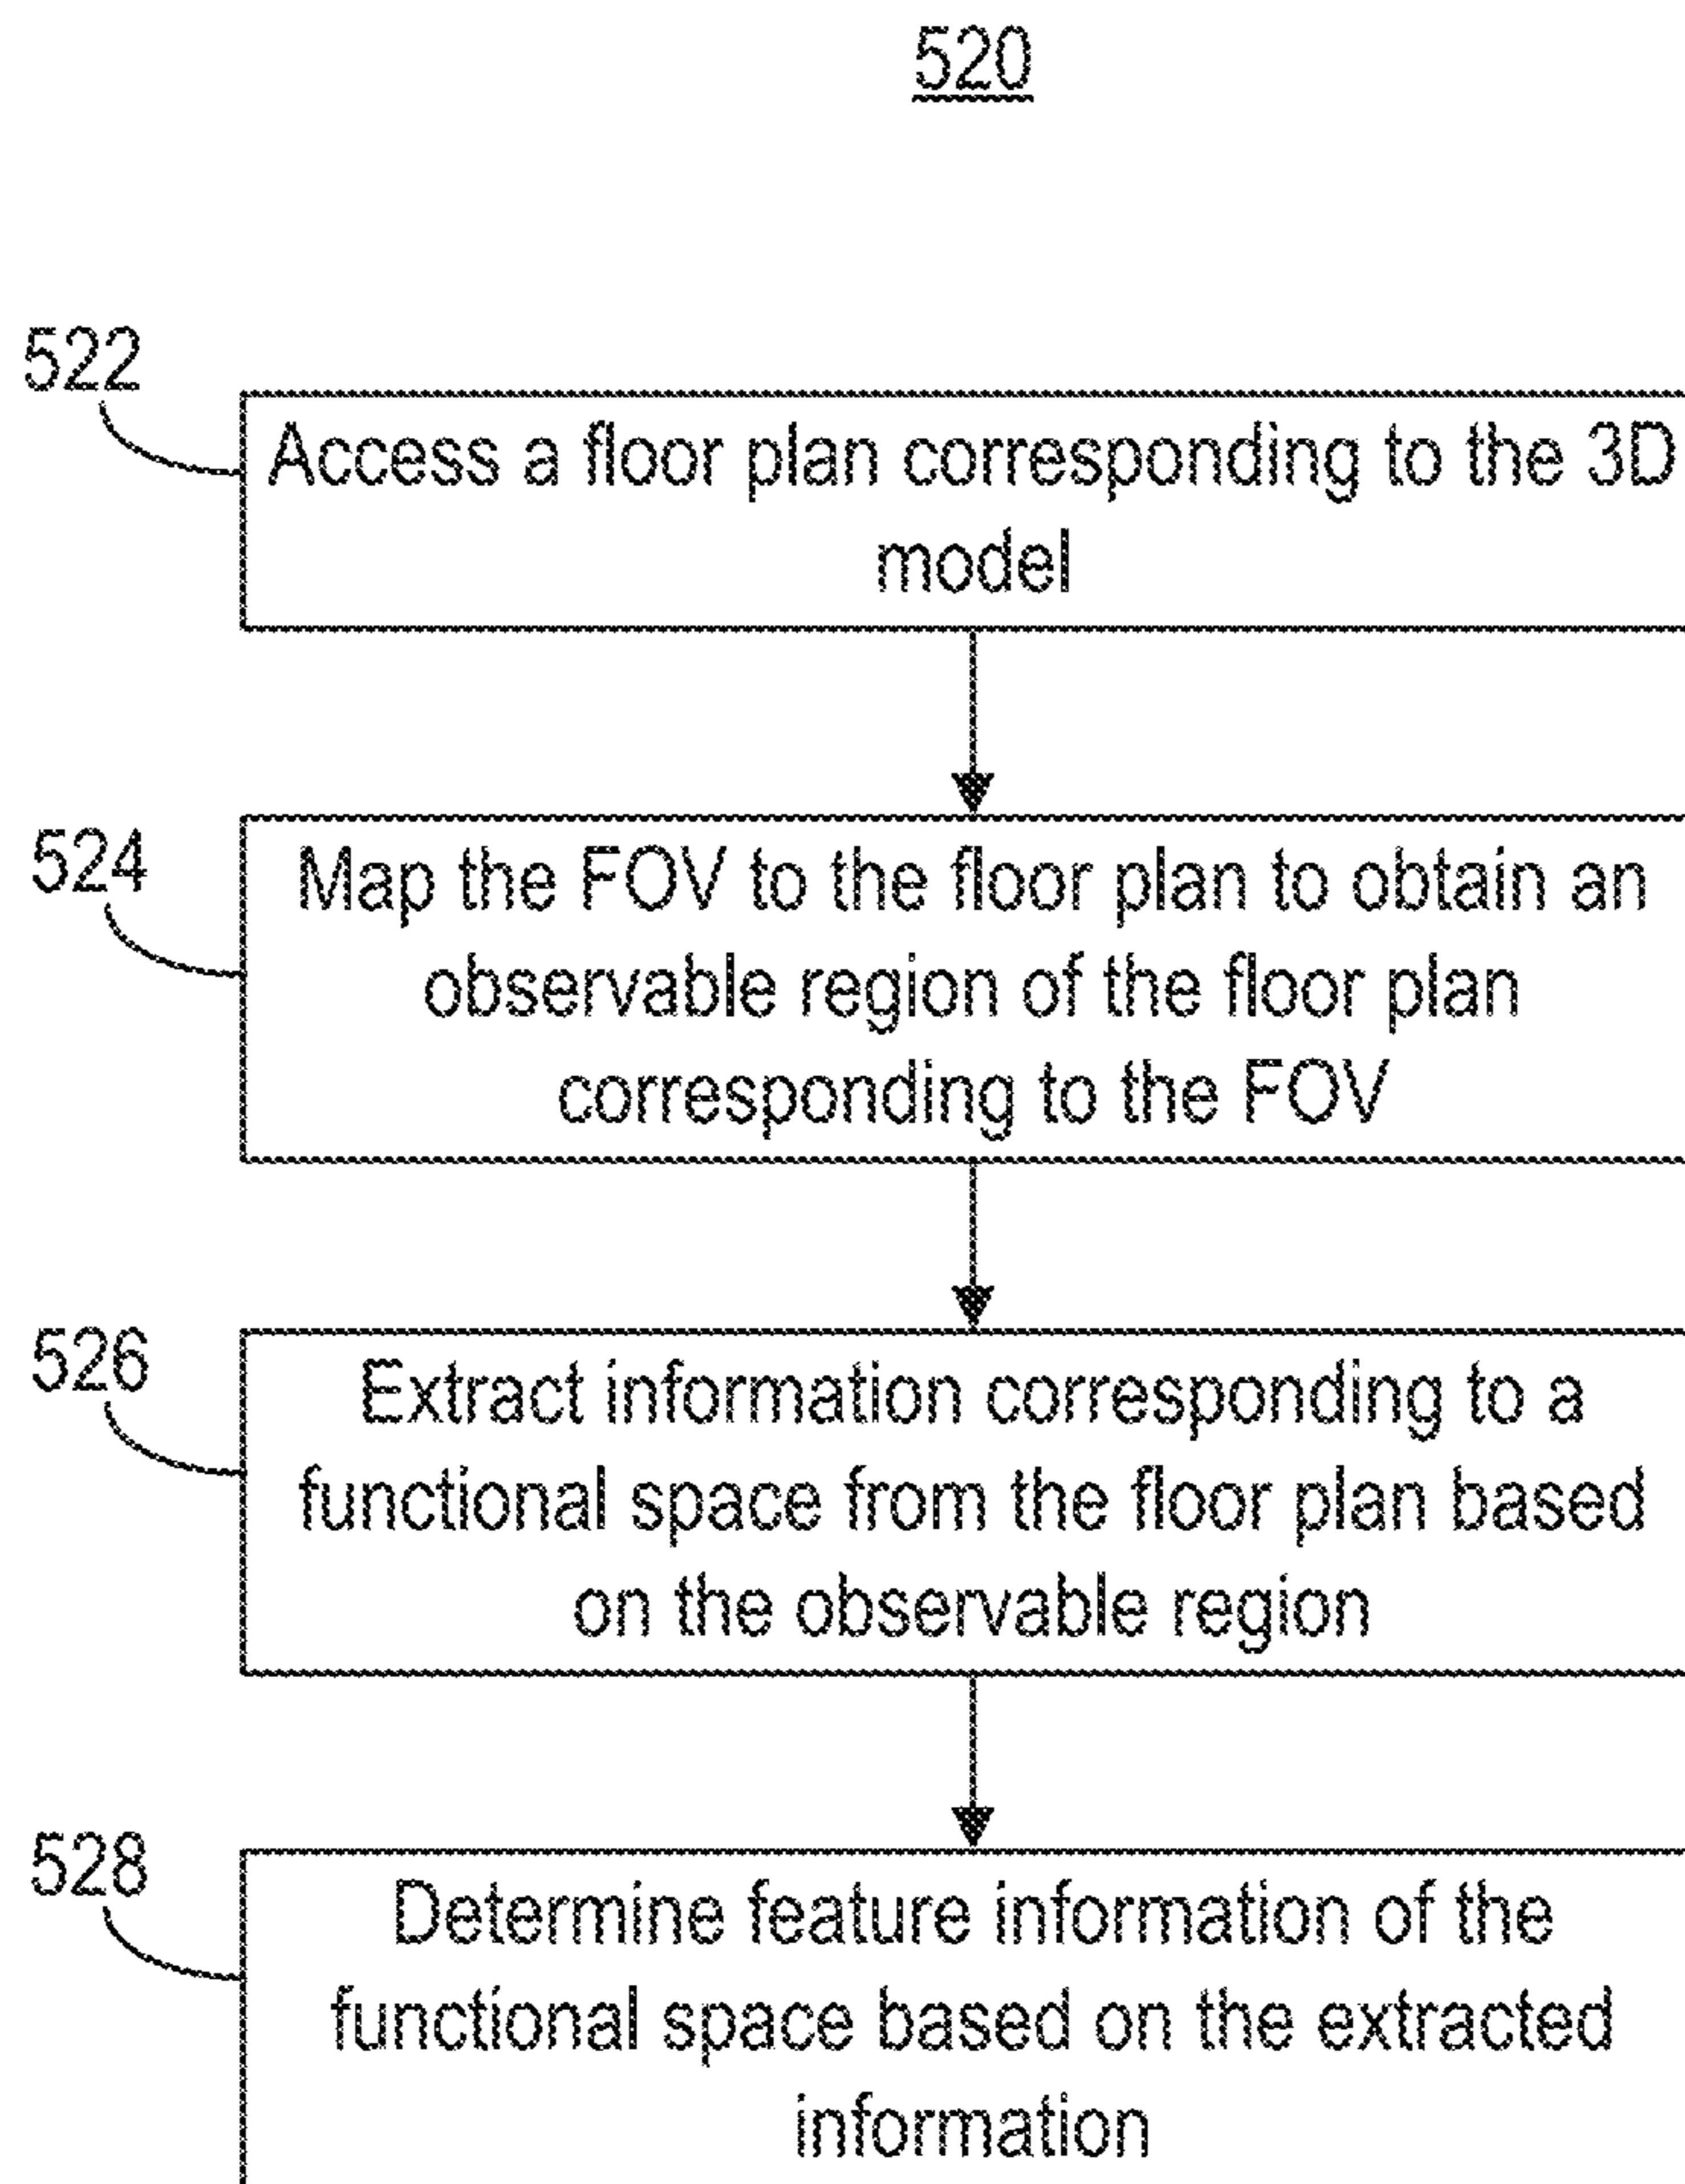 520
522
Access a floor plan corresponding to the 3D
model
524
Map the FOV to the floor plan to obtain an
observable region of the floor plan
corresponding to the FOV
526
Extract information corresponding to a
functional space from the floor plan based
on the observable region
528
Determine feature information of the
functional space based on the extracted
information